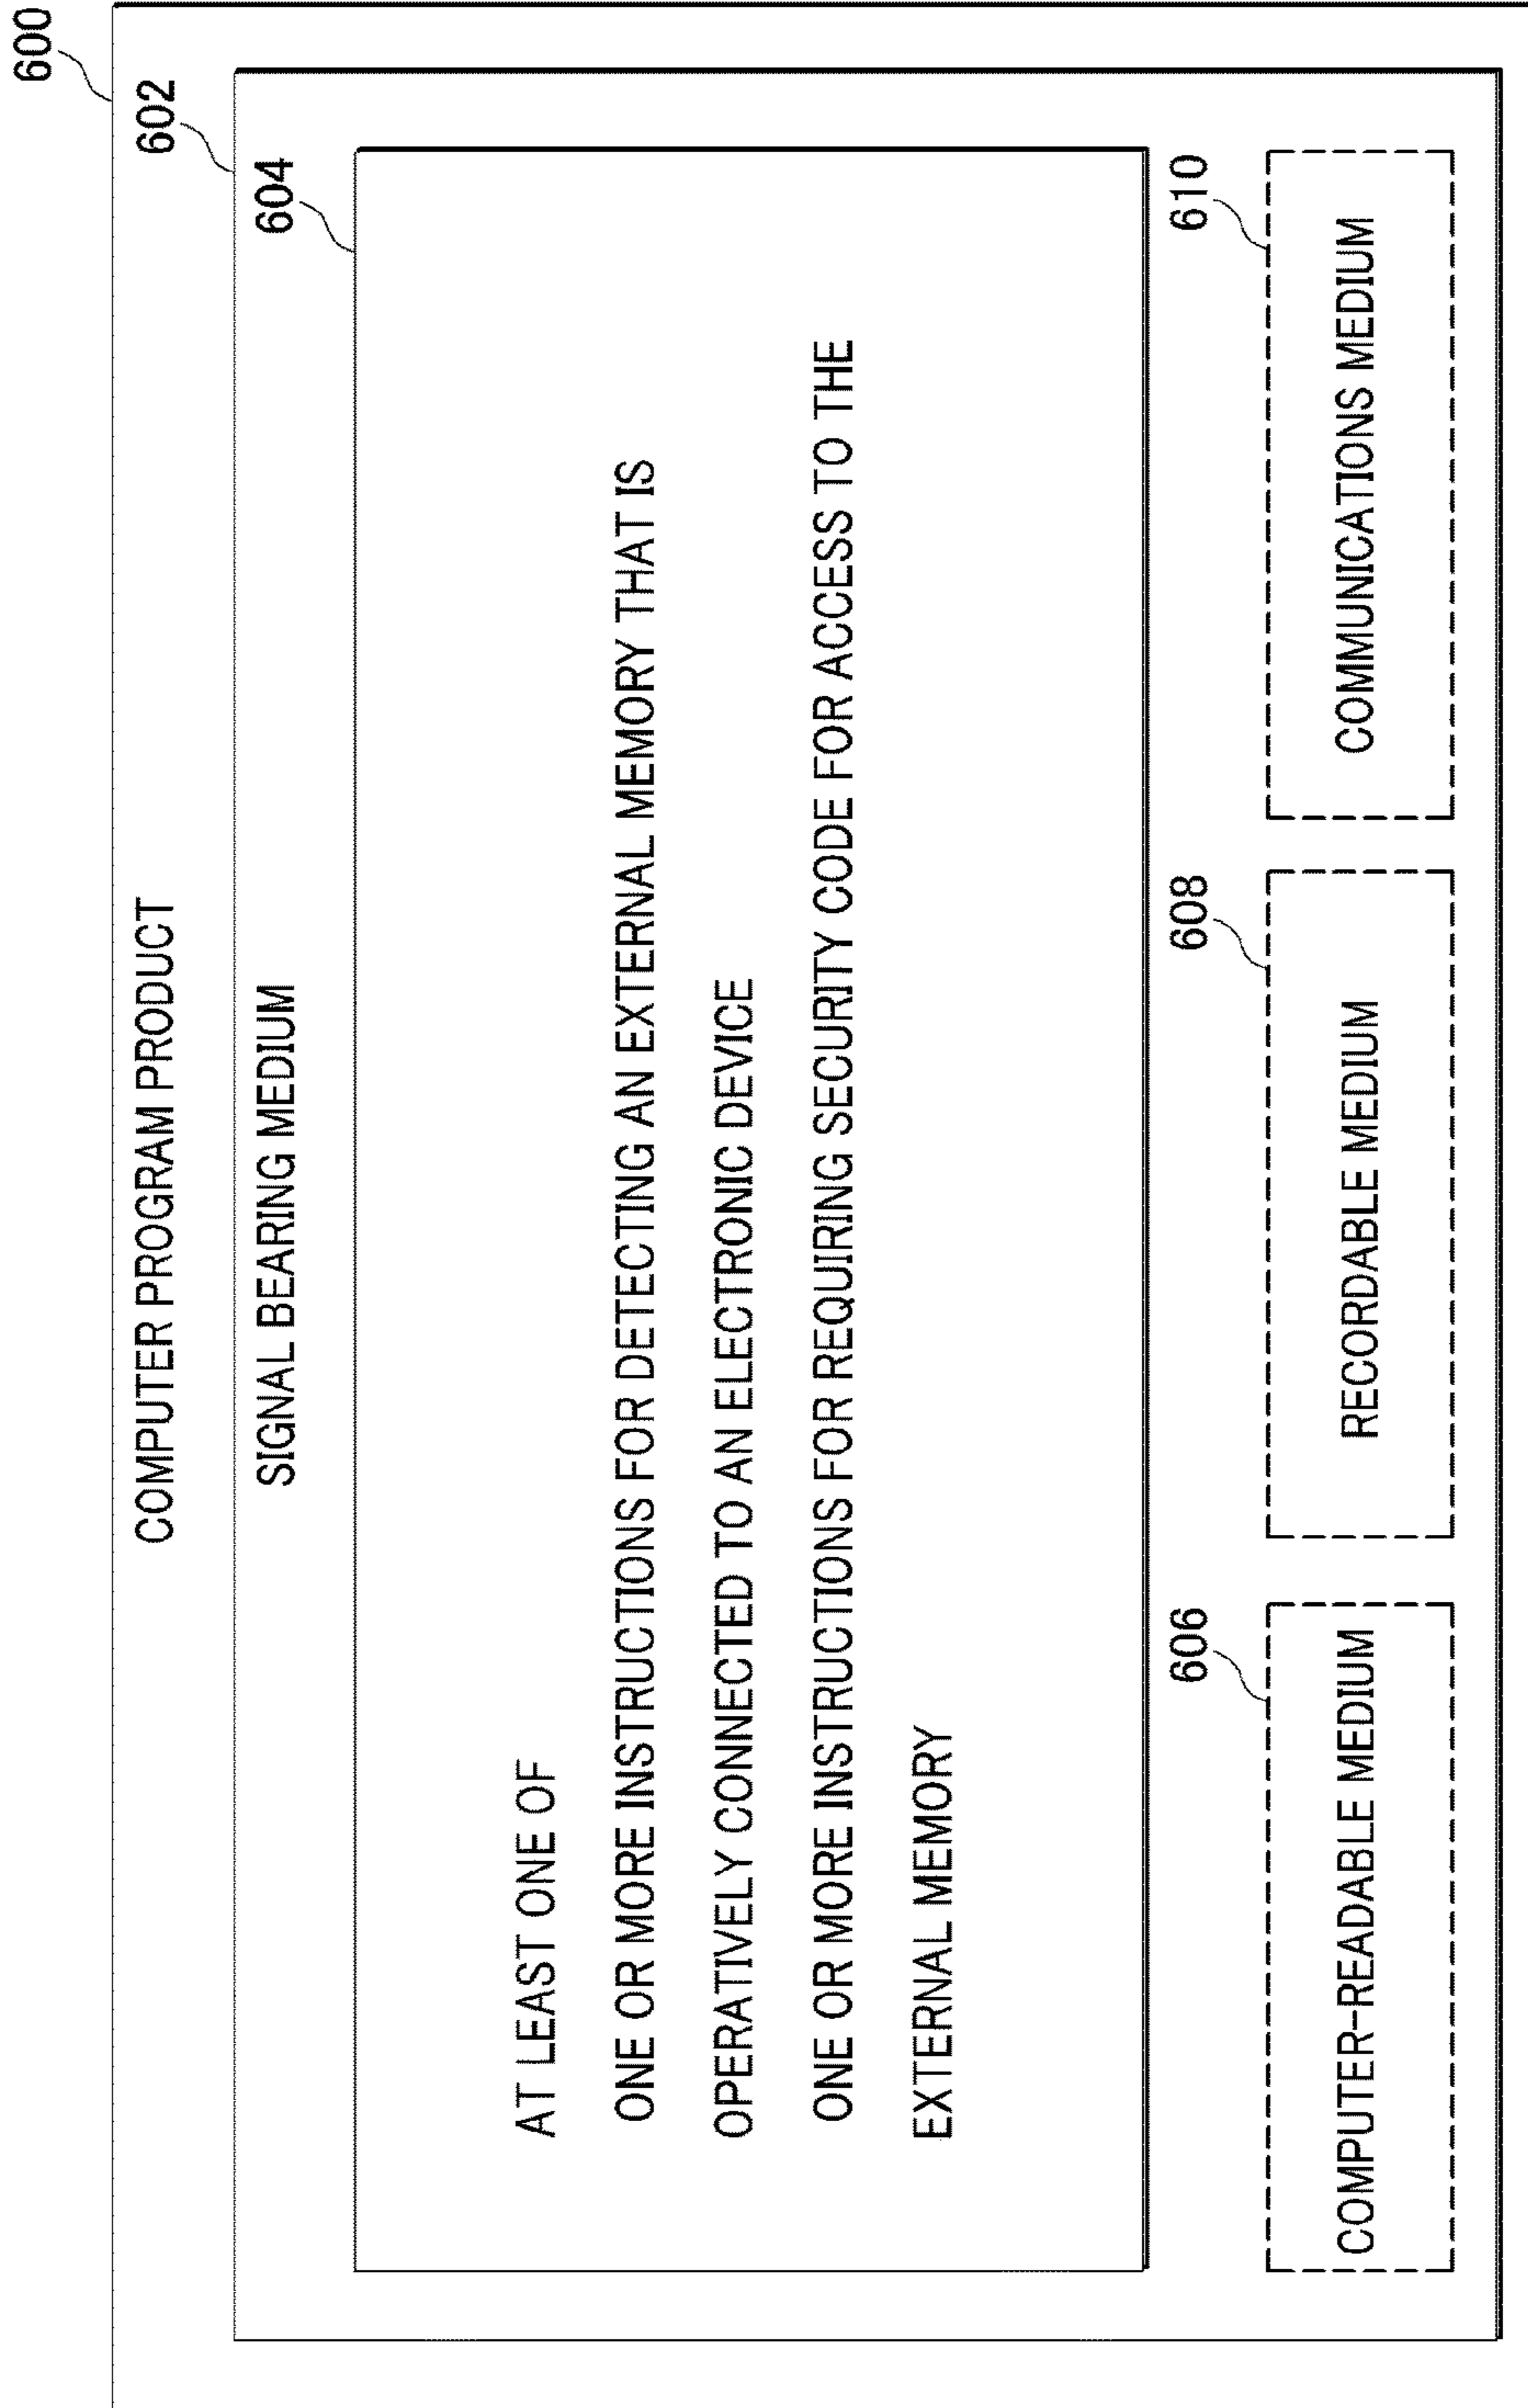 600
COMPUTER PROGRAM PRODUCT
602
SIGNAL BEARING MEDIUM
604
AT LEAST ONE OF
ONE OR MORE INSTRUCTIONS FOR DETECTING AN EXTERNAL MEMORY THAT IS
OPERATIVELY CONNECTED TO AN ELECTRONIC DEVICE
ONE OR MORE INSTRUCTIONS FOR REQUIRING SECURITY CODE FOR ACCESS TO THE
EXTERNAL MEMORY
606
COMPUTER-READABLE MEDIUM
608
RECORDABLE MEDIUM
610
COMMUNICATIONS MEDIUM